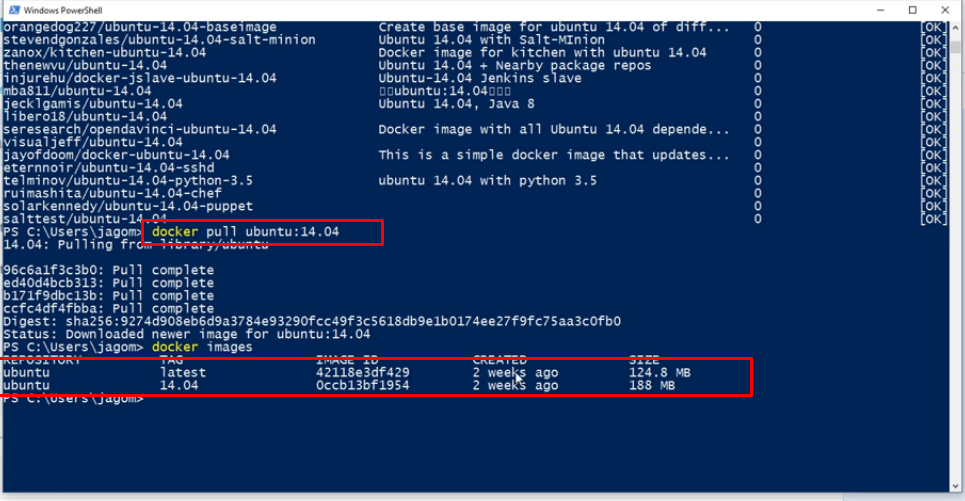 Windows PowerShell
orangedog227/ubuntu-14.04-baseimage Create base image for ubuntu 14.04 of diff... 0 [OK]
stevendgonzales/ubuntu-14.04-salt-minion Ubuntu 14.04 with Salt-MInion 0 [OK]
zanox/kitchen-ubuntu-14.04 Docker image for kitchen with ubuntu 14.04 0 [OK]
thenewvu/ubuntu-14.04 Ubuntu 14.04 + Nearby package repos 0 [OK]
injurehu/docker-jslave-ubuntu-14.04 Ubuntu-14.04 Jenkins slave 0 [OK]
mba811/ubuntu-14.04 ▯▯ubuntu:14.04▯▯▯ 0 [OK]
jecklgamis/ubuntu-14.04 Ubuntu 14.04, Java 8 0 [OK]
libero18/ubuntu-14.04 0 [OK]
seresearch/opendavinci-ubuntu-14.04 Docker image with all Ubuntu 14.04 depende... 0 [OK]
visualjeff/ubuntu-14.04 0 [OK]
jayofdoom/docker-ubuntu-14.04 This is a simple docker image that updates... 0 [OK]
eternnoir/ubuntu-14.04-sshd 0 [OK]
telminov/ubuntu-14.04-python-3.5 ubuntu 14.04 with python 3.5 0 [OK]
ruimashita/ubuntu-14.04-chef 0 [OK]
solarkennedy/ubuntu-14.04-puppet 0 [OK]
salttest/ubuntu-14.04 0 [OK]
PS C:\Users\jagom> docker pull ubuntu:14.04
14.04: Pulling from library/ubuntu
96c6a1f3c3b0: Pull complete
ed40d4bcb313: Pull complete
b171f9dbc13b: Pull complete
ccfc4df4fbba: Pull complete
Digest: sha256:9274d908eb6d9a3784e93290fcc49f3c5618db9e1b0174ee27f9fc75aa3c0fb0
Status: Downloaded newer image for ubuntu:14.04
PS C:\Users\jagom> docker images
REPOSITORY TAG IMAGE ID CREATED SIZE
ubuntu latest 42118e3df429 2 weeks ago 124.8 MB
ubuntu 14.04 0ccb13bf1954 2 weeks ago 188 MB
PS C:\Users\jagom>